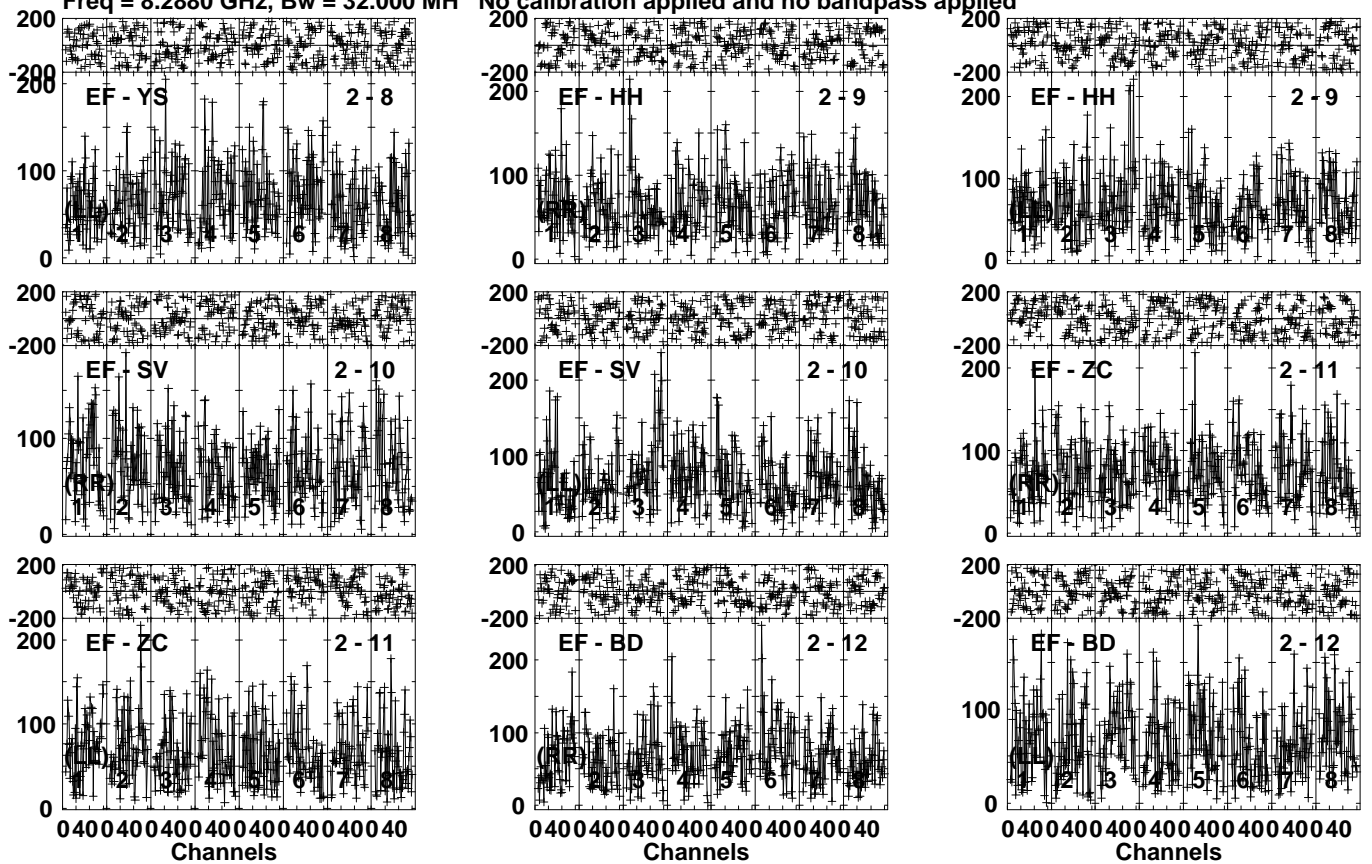 Freq = 8.2880 GHz, Bw = 32.000 MH No calibration applied and no bandpass applied
200 200 200
-200 -200 -200
200 200 200
EF - YS 2 - 8 EF - HH 2 - 9 EF - HH 2 - 9
100 100 100
(LL) (RR) (LL)
1 2 3 4 5 6 7 8 1 2 3 4 5 6 7 8 1 2 3 4 5 6 7 8
0 0 0
200 200 200
-200 -200 -200
EF - SV 2 - 10 EF - SV 2 - 10 EF - ZC 2 - 11
200 200
100 100 100
(RR) (LL) (RR)
1 2 3 4 5 6 7 8 1 2 3 4 5 6 7 8 1 2 3 4 5 6 7 8
0 0 0
200 200 200
-200 -200 -200
EF - ZC 2 - 11 EF - BD 2 - 12 EF - BD 2 - 12
200 200
100 100 100
(LL) (RR) (LL)
1 2 3 4 5 6 7 8 1 2 3 4 5 6 7 8 1 2 3 4 5 6 7 8
0 0 0
0 40 0 40 0 40 0 40 0 40 0 40 0 40 0 40 0 40 0 40 0 40 0 40 0 40 0 40 0 40 0 40 0 40 0 40 0 40 0 40 0 40 0 40 0 40 0 40
Channels Channels Channels